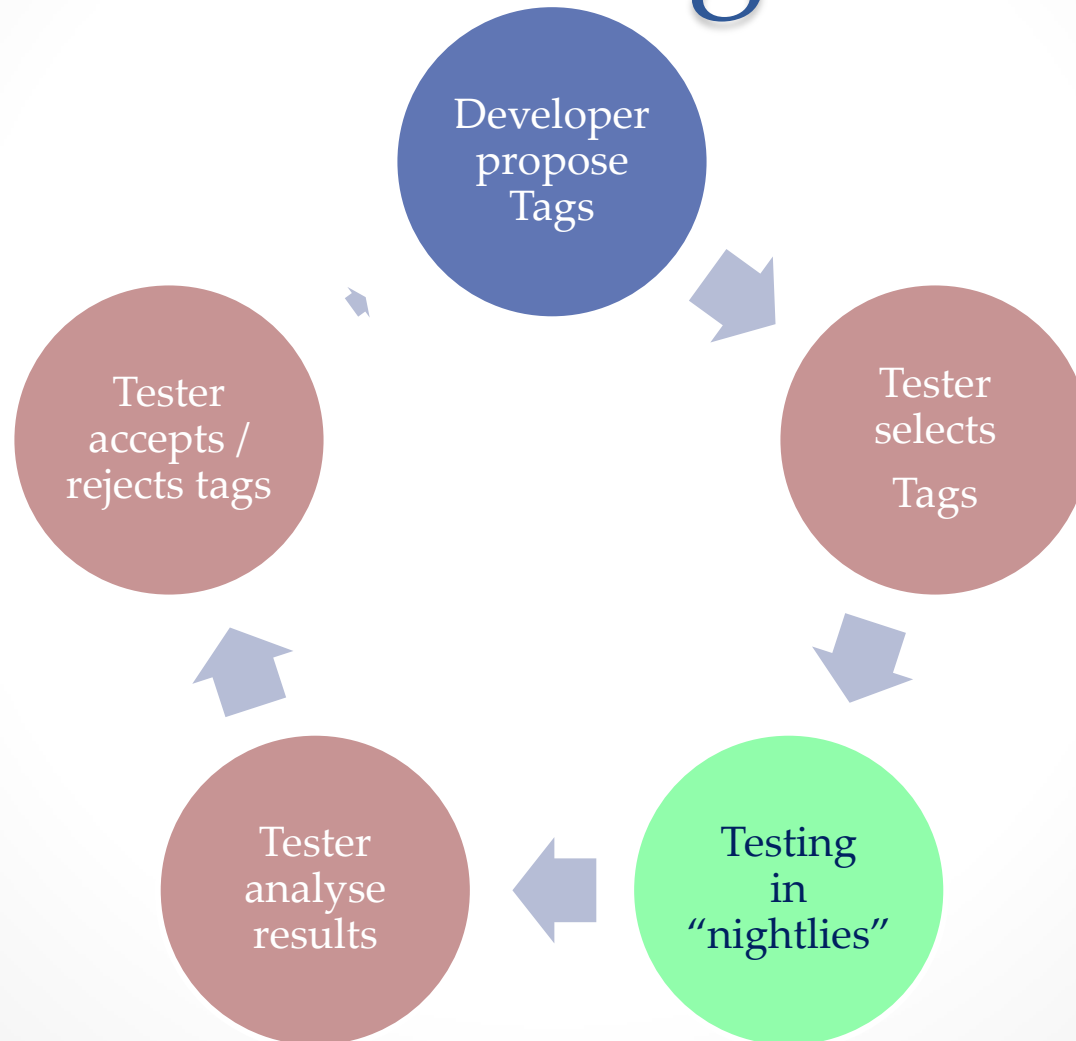 Developer
propose
Tags
Tester
selects
Tags
Testing
in
“nightlies”
Tester
analyse
results
Tester
accepts /
rejects tags